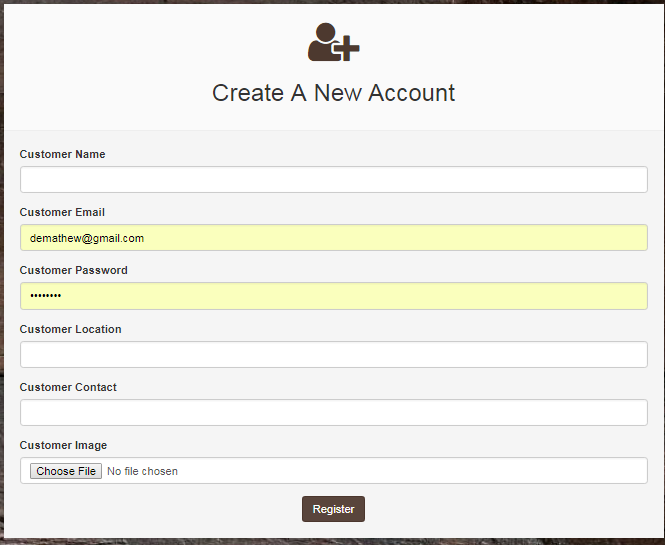 Create A New Account
Customer Name
Customer Email
demathew@gmail.com
Customer Password
••••••••
Customer Location
Customer Contact
Customer Image
Choose File No file chosen
Register